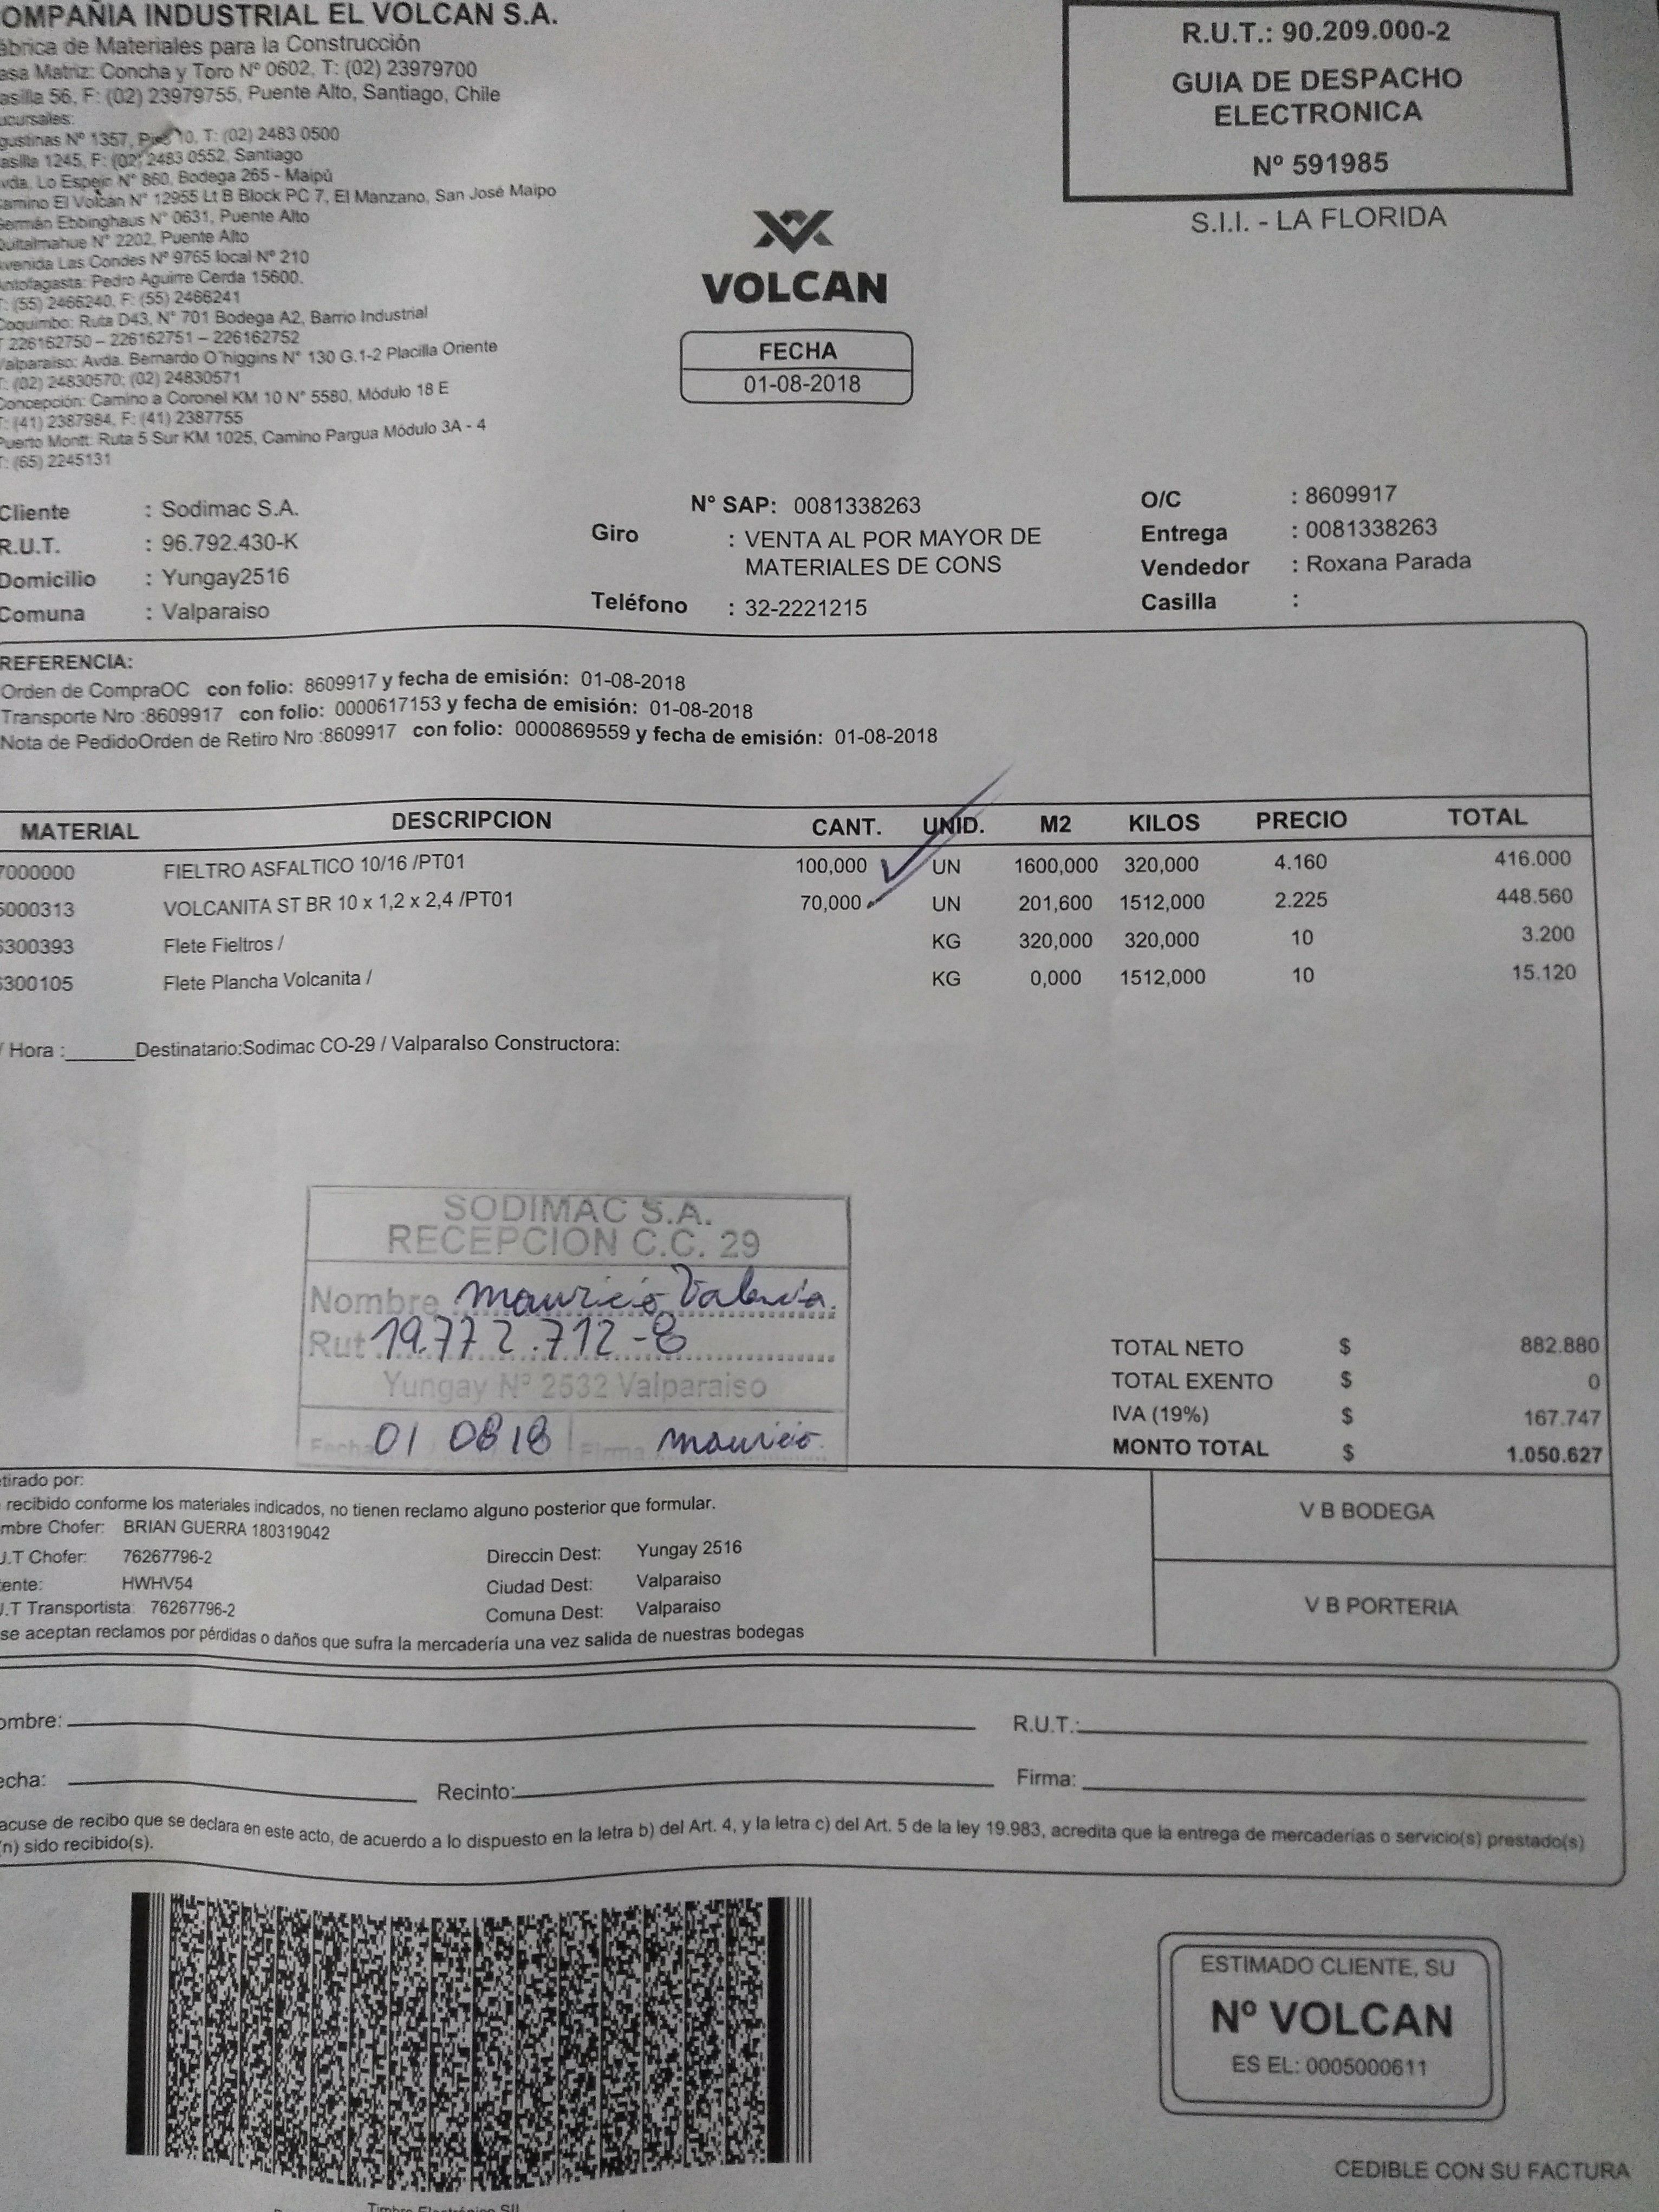 OMPAÑIA INDUSTRIAL EL VOLCAN S.A.
ábrica de Materiales para la Construcción
asa Matriz: Concha y Toro Nº 0602, T: (02) 23979700
asilla 56, F: (02) 23979755, Puente Alto, Santiago, Chile
ucursales:
gustinas Nº 1357, Piso 10, T: (02) 2483 0500
asilla 1245, F: (02) 2483 0552, Santiago
vda. Lo Espejo N° 860, Bodega 265 - Maipú
amino El Volcán N° 12955 Lt B Block PC 7, El Manzano, San José Maipo
Germán Ebbinghaus N° 0631, Puente Alto
Quitalmahue N° 2202, Puente Alto
venida Las Condes Nº 9765 local Nº 210
Antofagasta: Pedro Aguirre Cerda 15600.
T: (55) 2466240, F: (55) 2466241
Coquimbo: Ruta D43, N° 701 Bodega A2, Barrio Industrial
T 226162750 – 226162751 – 226162752
Valparaiso: Avda. Bernardo O'higgins N° 130 G.1-2 Placilla Oriente
T: (02) 24830570; (02) 24830571
Concepción: Camino a Coronel KM 10 N° 5580, Módulo 18 E
T: (41) 2387984, F: (41) 2387755
Puerto Montt: Ruta 5 Sur KM 1025, Camino Pargua Módulo 3A - 4
T: (65) 2245131
R.U.T.: 90.209.000-2
GUIA DE DESPACHO
ELECTRONICA
Nº 591985
S.I.I. - LA FLORIDA
VOLCAN
FECHA
01-08-2018
Cliente : Sodimac S.A.
R.U.T. : 96.792.430-K
Domicilio : Yungay2516
Comuna : Valparaiso
N° SAP: 0081338263
Giro : VENTA AL POR MAYOR DE
MATERIALES DE CONS
Teléfono : 32-2221215
O/C : 8609917
Entrega : 0081338263
Vendedor : Roxana Parada
Casilla :
REFERENCIA:
Orden de CompraOC con folio: 8609917 y fecha de emisión: 01-08-2018
Transporte Nro :8609917 con folio: 0000617153 y fecha de emisión: 01-08-2018
Nota de PedidoOrden de Retiro Nro :8609917 con folio: 0000869559 y fecha de emisión: 01-08-2018
MATERIAL DESCRIPCION CANT. UNID. M2 KILOS PRECIO TOTAL
7000000 FIELTRO ASFALTICO 10/16 /PT01 100,000 UN 1600,000 320,000 4.160 416.000
5000313 VOLCANITA ST BR 10 x 1,2 x 2,4 /PT01 70,000 UN 201,600 1512,000 2.225 448.560
6300393 Flete Fieltros / KG 320,000 320,000 10 3.200
6300105 Flete Plancha Volcanita / KG 0,000 1512,000 10 15.120
/ Hora :______Destinatario:Sodimac CO-29 / Valparalso Constructora:
SODIMAC S.A.
RECEPCION C.C. 29
Nombre Mauricio Valencia.
Rut 19.772.712-8
Yungay Nº 2532 Valparaiso
Fecha 01 08 18 Firma mauricio.
TOTAL NETO $ 882.880
TOTAL EXENTO $ 0
IVA (19%) $ 167.747
MONTO TOTAL $ 1.050.627
etirado por:
recibido conforme los materiales indicados, no tienen reclamo alguno posterior que formular.
mbre Chofer: BRIAN GUERRA 180319042
U.T Chofer: 76267796-2
tente: HWHV54
U.T Transportista: 76267796-2
Direccin Dest: Yungay 2516
Ciudad Dest: Valparaiso
Comuna Dest: Valparaiso
se aceptan reclamos por pérdidas o daños que sufra la mercadería una vez salida de nuestras bodegas
V B BODEGA
V B PORTERIA
ombre:
R.U.T.:
echa:
Recinto:
Firma:
acuse de recibo que se declara en este acto, de acuerdo a lo dispuesto en la letra b) del Art. 4, y la letra c) del Art. 5 de la ley 19.983, acredita que la entrega de mercaderías o servicio(s) prestado(s)
(n) sido recibido(s).
ESTIMADO CLIENTE, SU
Nº VOLCAN
ES EL: 0005000611
CEDIBLE CON SU FACTURA
Timbre Electrónico SII